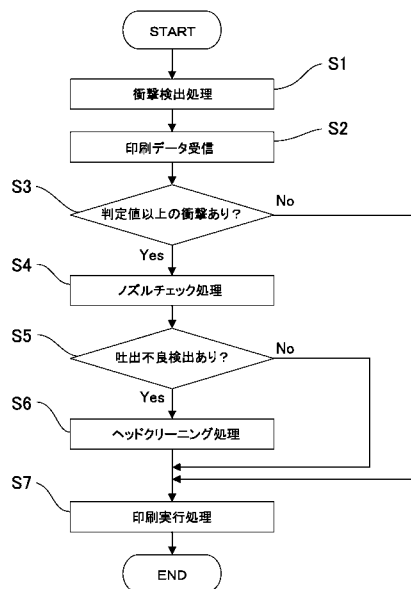 START
S1
衝撃検出処理
S2
印刷データ受信
S3
判定値以上の衝撃あり？
No
Yes
S4
ノズルチェック処理
S5
吐出不良検出あり？
No
Yes
S6
ヘッドクリーニング処理
S7
印刷実行処理
END